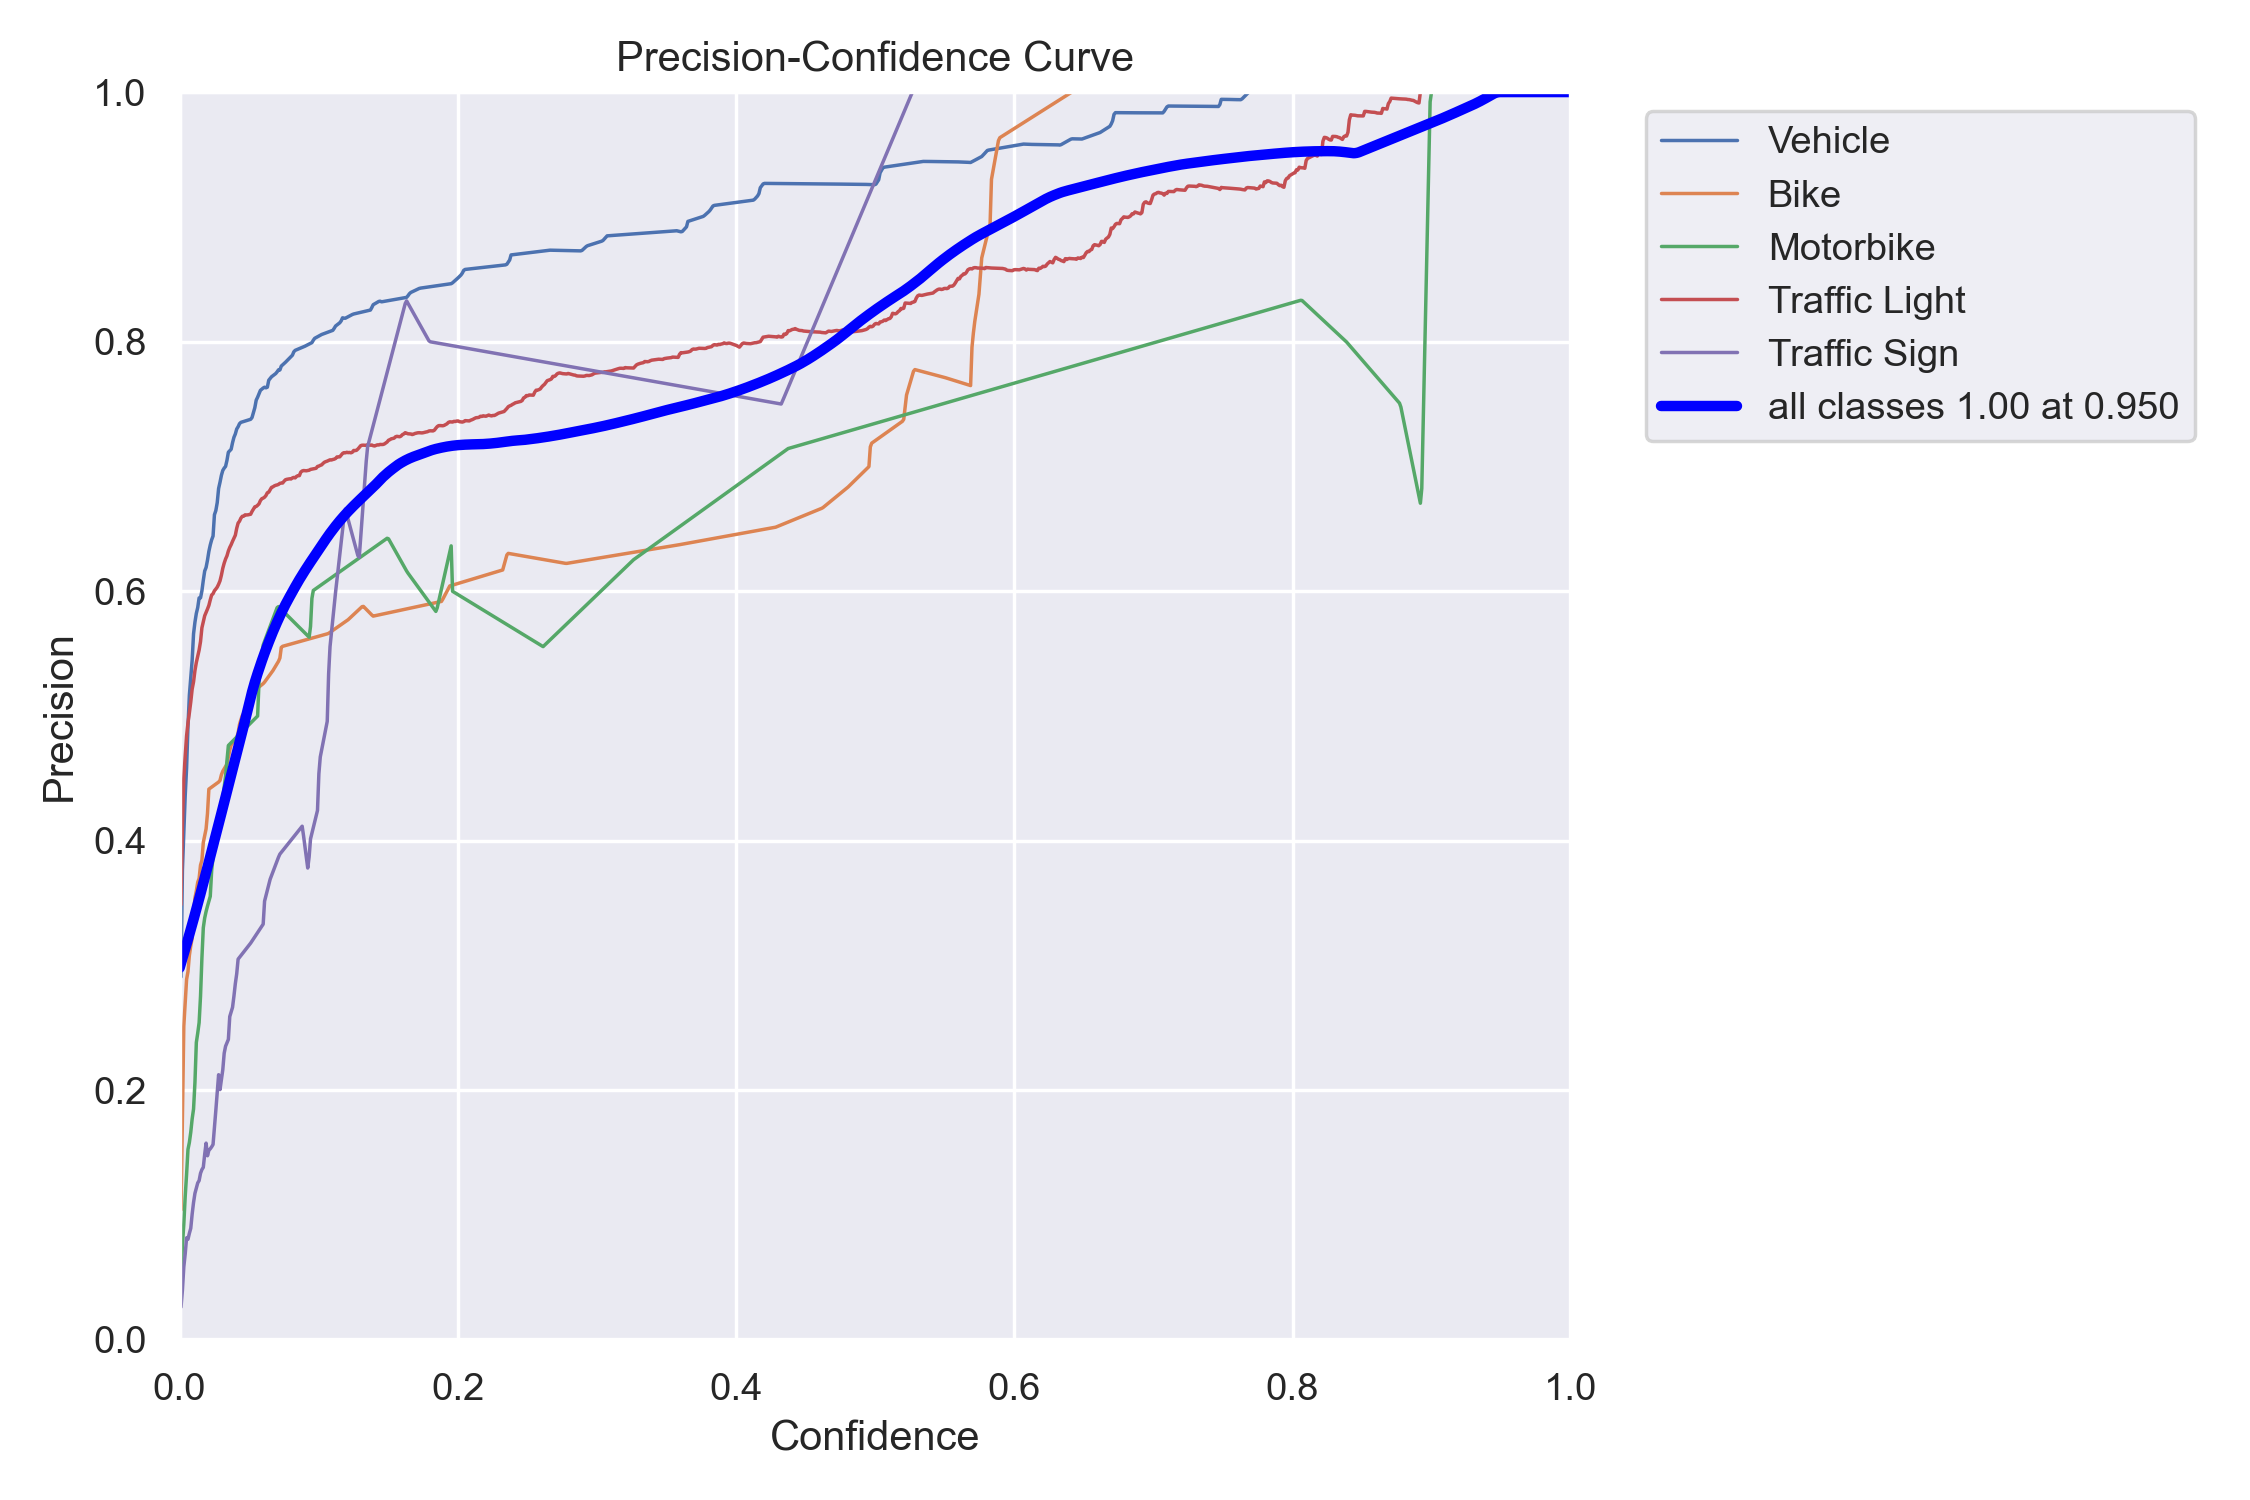 Precision-Confidence Curve
1.0
0.8
0.6
0.4
0.2
0.0
Precision
0.0 0.2 0.4 0.6 0.8 1.0
Confidence
Vehicle
Bike
Motorbike
Traffic Light
Traffic Sign
all classes 1.00 at 0.950